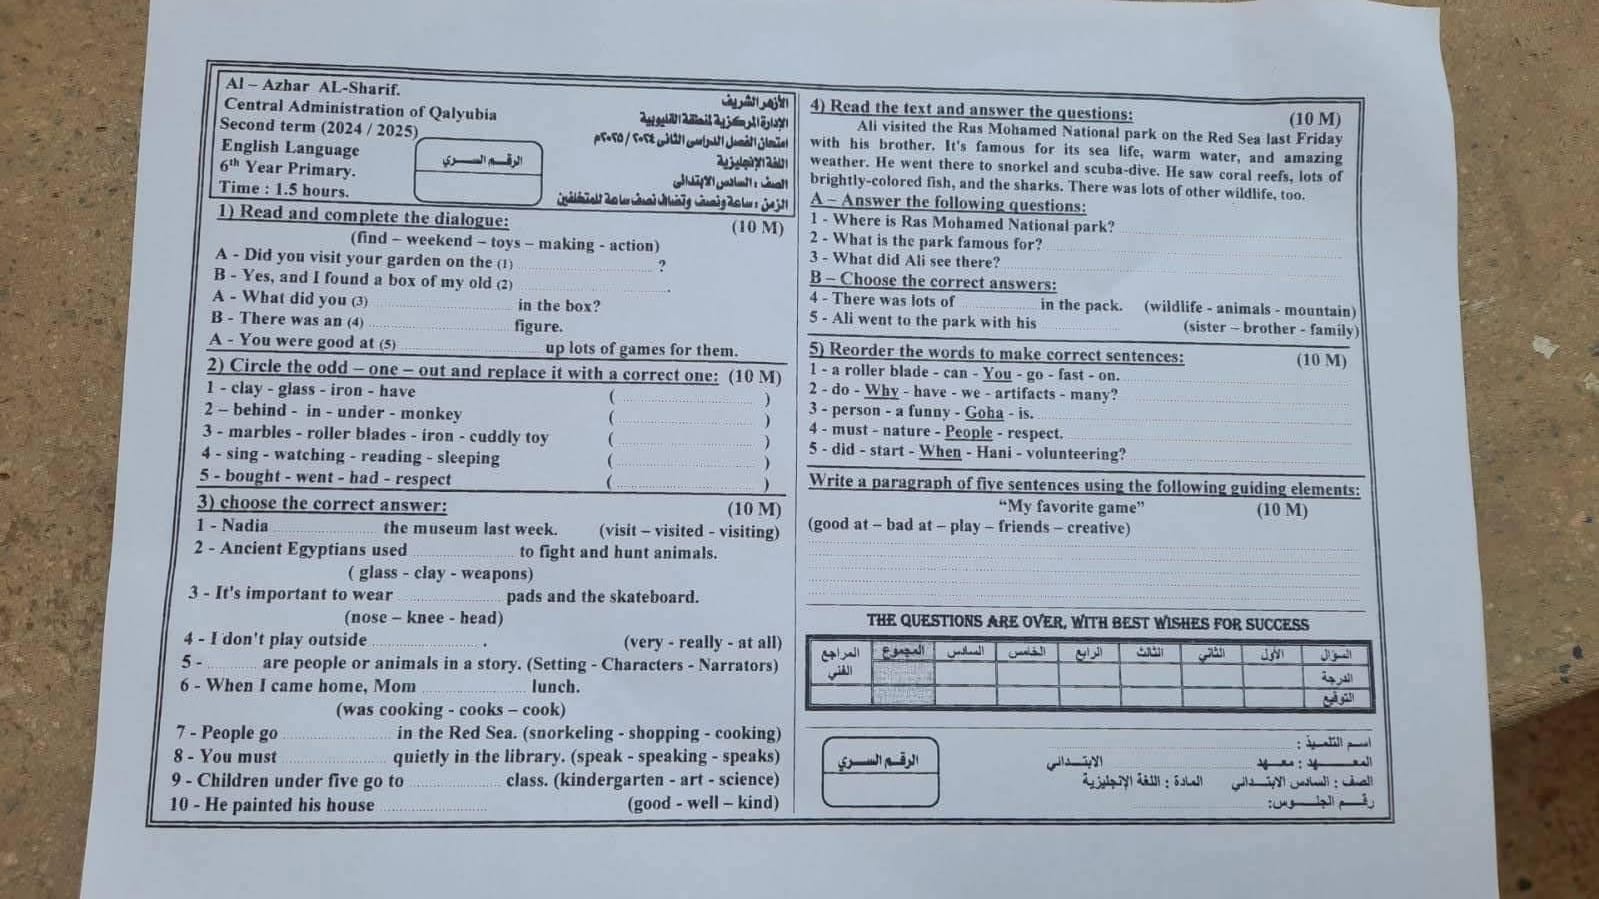 Al – Azhar AL-Sharif.
Central Administration of Qalyubia
Second term (2024 / 2025)
English Language
6th Year Primary.
Time : 1.5 hours.
الرقم السري
الأزهر الشريف
الإدارة المركزية لمنطقة القليوبية
امتحان الفصل الدراسى الثانى ٢٠٢٤ / ٢٠٢٥م
اللغة الإنجليزية
الصف : السادس الابتدائى
الزمن : ساعة ونصف وتضاف نصف ساعة للمتخلفين
1) Read and complete the dialogue: (10 M)
(find – weekend – toys – making - action)
A - Did you visit your garden on the (1) ?
B - Yes, and I found a box of my old (2) .
A - What did you (3) in the box?
B - There was an (4) figure.
A - You were good at (5) up lots of games for them.
2) Circle the odd – one – out and replace it with a correct one: (10 M)
1 - clay - glass - iron - have ( )
2 – behind - in - under - monkey ( )
3 - marbles - roller blades - iron - cuddly toy ( )
4 - sing - watching - reading - sleeping ( )
5 - bought - went - had - respect ( )
3) choose the correct answer: (10 M)
1 - Nadia the museum last week. (visit – visited - visiting)
2 - Ancient Egyptians used to fight and hunt animals.
( glass - clay - weapons)
3 - It's important to wear pads and the skateboard.
(nose – knee - head)
4 - I don't play outside . (very - really - at all)
5 - are people or animals in a story. (Setting - Characters - Narrators)
6 - When I came home, Mom lunch.
(was cooking - cooks – cook)
7 - People go in the Red Sea. (snorkeling - shopping - cooking)
8 - You must quietly in the library. (speak - speaking - speaks)
9 - Children under five go to class. (kindergarten - art - science)
10 - He painted his house (good - well – kind)
4) Read the text and answer the questions: (10 M)
Ali visited the Ras Mohamed National park on the Red Sea last Friday
with his brother. It's famous for its sea life, warm water, and amazing
weather. He went there to snorkel and scuba-dive. He saw coral reefs, lots of
brightly-colored fish, and the sharks. There was lots of other wildlife, too.
A – Answer the following questions:
1 - Where is Ras Mohamed National park?
2 - What is the park famous for?
3 - What did Ali see there?
B – Choose the correct answers:
4 - There was lots of in the pack. (wildlife - animals - mountain)
5 - Ali went to the park with his (sister – brother - family)
5) Reorder the words to make correct sentences: (10 M)
1 - a roller blade - can - You - go - fast - on.
2 - do - Why - have - we - artifacts - many?
3 - person - a funny - Goha - is.
4 - must - nature - People - respect.
5 - did - start - When - Hani - volunteering?
Write a paragraph of five sentences using the following guiding elements:
“My favorite game” (10 M)
(good at – bad at – play – friends – creative)
THE QUESTIONS ARE OVER, WITH BEST WISHES FOR SUCCESS
السؤال الأول الثاني الثالث الرابع الخامس السادس المجموع المراجع الفني
الدرجة
التوقيع
الرقم السري
اسم التلميذ :
المعهد : معهد الابتدائي
الصف : السادس الابتدائي المادة : اللغة الإنجليزية
رقم الجلوس: